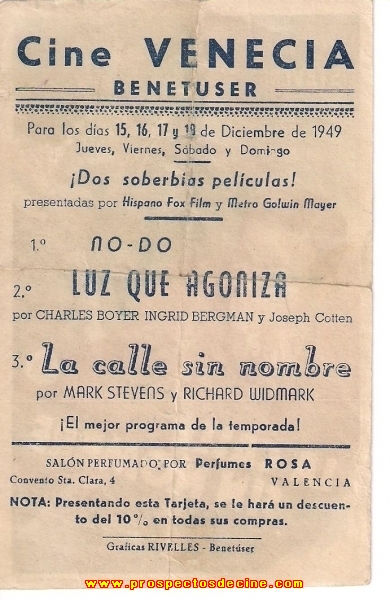 Cine VENECIA
BENETUSER
Para los días 15, 16, 17 y 18 de Diciembre de 1949
Jueves, Viernes, Sábado y Domingo
¡Dos soberbias películas!
presentadas por Hispano Fox Film y Metro Golwin Mayer
1.º NO-DO
2.º LUZ QUE AGONIZA
por CHARLES BOYER INGRID BERGMAN y Joseph Cotten
3.º La calle sin nombre
por MARK STEVENS y RICHARD WIDMARK
¡El mejor programa de la temporada!
SALÓN PERFUMADO POR Perfumes ROSA
Convento Sta. Clara, 4 VALENCIA
NOTA: Presentando esta Tarjeta, se le hará un descuen-
to del 10% en todas sus compras.
Graficas RIVELLES - Benetúser
www.prospectosdecine.com